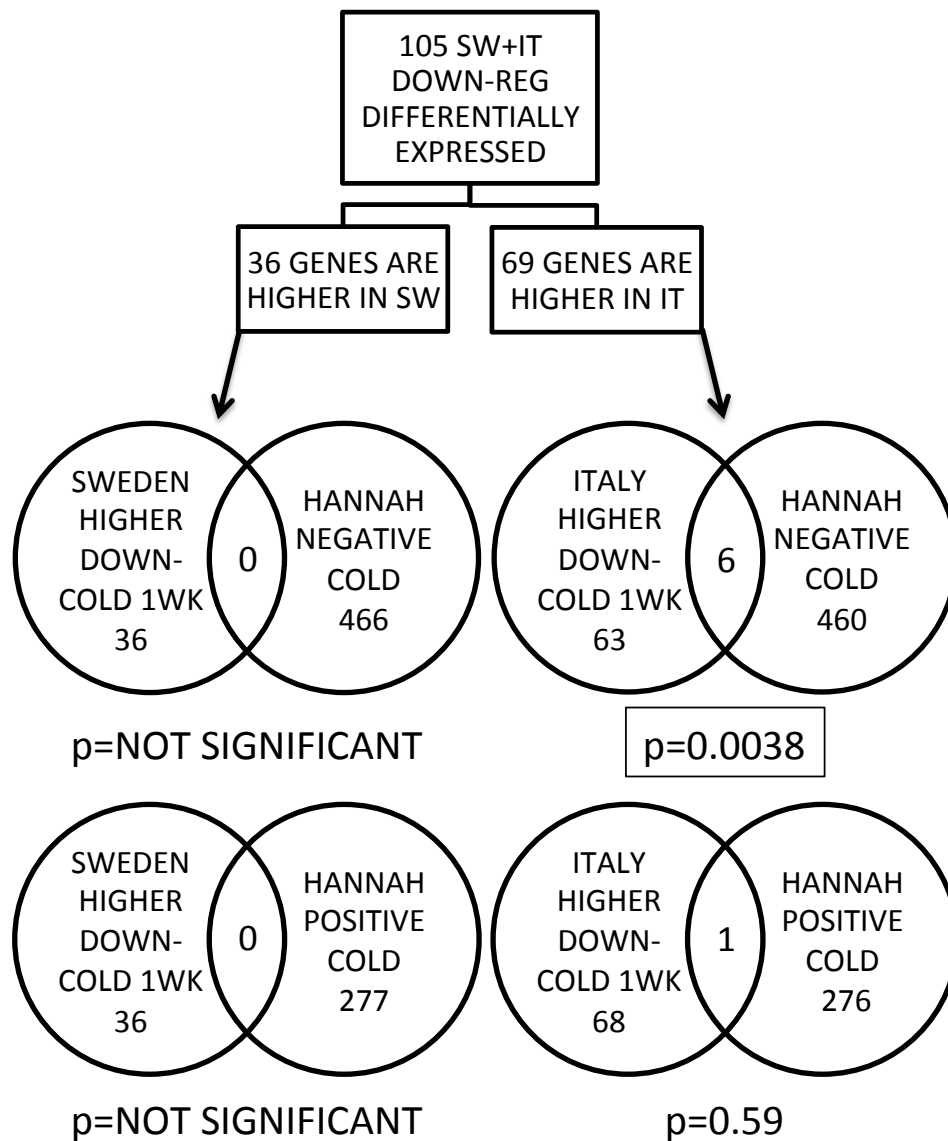 105 SW+IT
DOWN-REG
DIFFERENTIALLY
EXPRESSED
36 GENES ARE
HIGHER IN SW
69 GENES ARE
HIGHER IN IT
SWEDEN
HIGHER
DOWN-
COLD 1WK
36
0
HANNAH
NEGATIVE
COLD
466
p=NOT SIGNIFICANT
ITALY
HIGHER
DOWN-
COLD 1WK
63
6
HANNAH
NEGATIVE
COLD
460
p=0.0038
SWEDEN
HIGHER
DOWN-
COLD 1WK
36
0
HANNAH
POSITIVE
COLD
277
p=NOT SIGNIFICANT
ITALY
HIGHER
DOWN-
COLD 1WK
68
1
HANNAH
POSITIVE
COLD
276
p=0.59